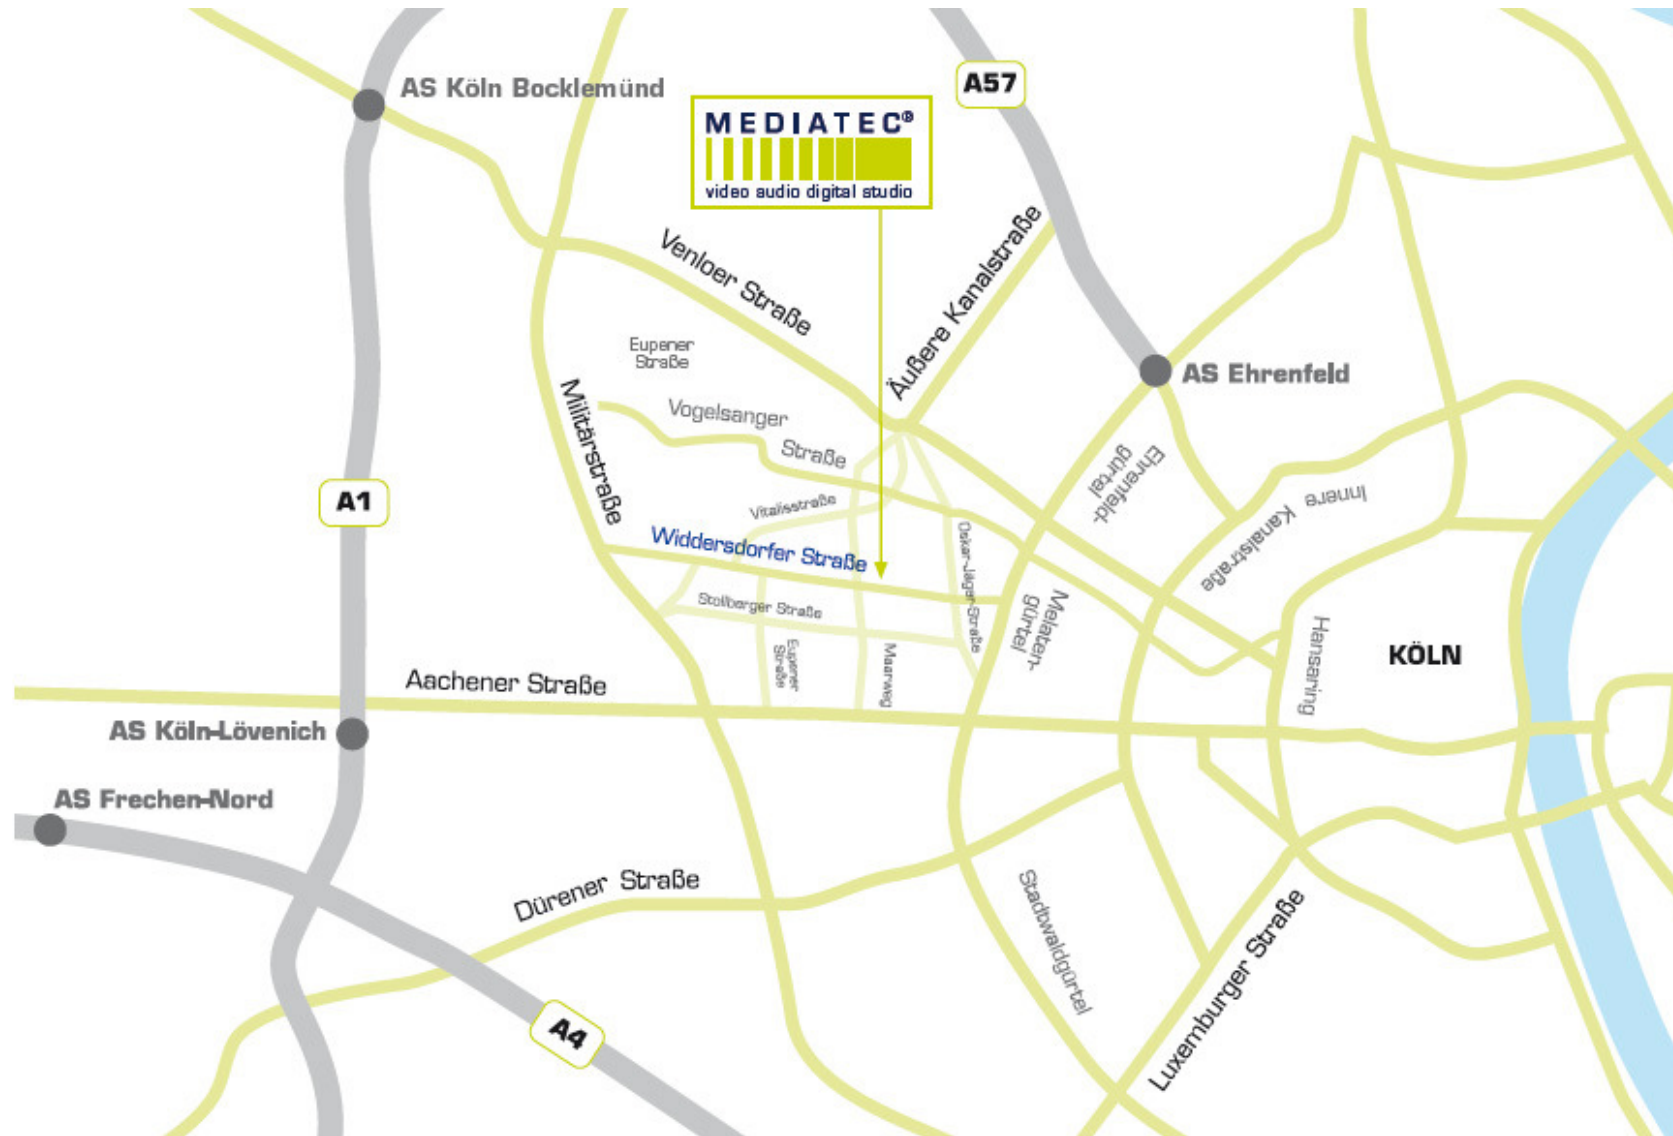 A57
AS Köln Bocklemünd
MEDIATEC®
video audio digital studio
Venloer Straße
Äußere Kanalstraße
Eupener
Straße
AS Ehrenfeld
Militärstraße
Vogelsanger
Straße
Ehrenfeld-
gürtel
A1
Vitalisstraße
Innere Kanalstraße
Widdersdorfer Straße
Oskar-Jäger-Straße
Stolberger Straße
Melaten-
gürtel
Hansaring
KÖLN
Eupener
Straße
Maarweg
Aachener Straße
AS Köln-Lövenich
AS Frechen-Nord
Dürener Straße
Stadtwaldgürtel
Luxemburger Straße
A4